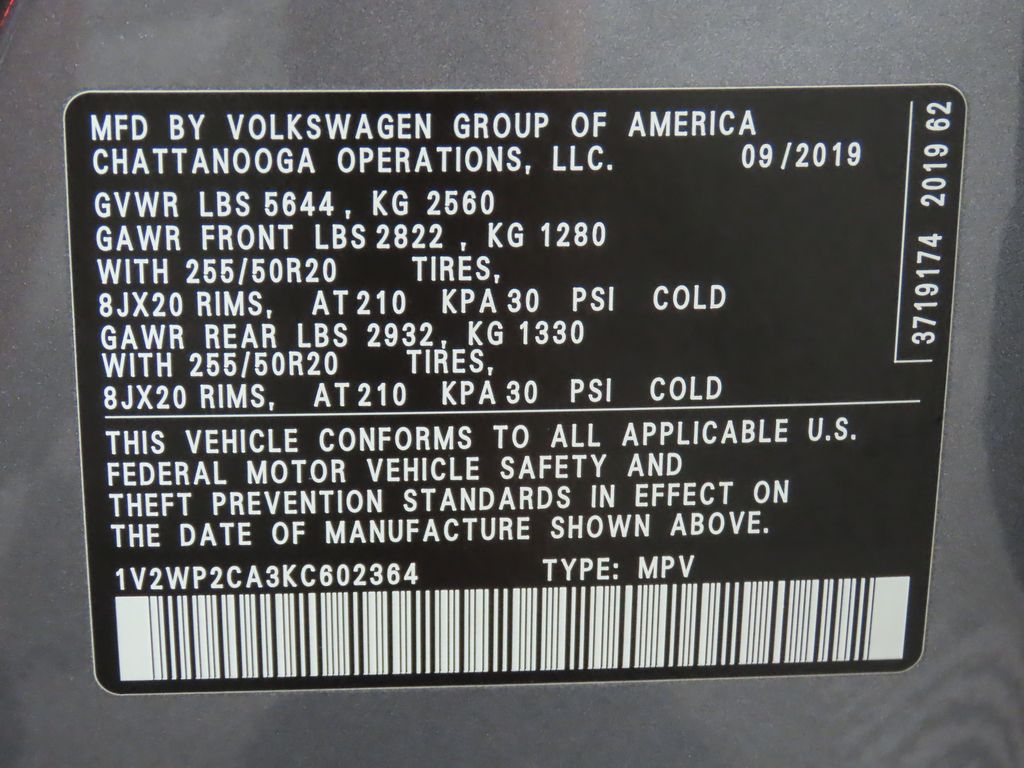 MFD BY VOLKSWAGEN GROUP OF AMERICA
CHATTANOOGA OPERATIONS, LLC. 09/2019
GVWR LBS 5644, KG 2560
GAWR FRONT LBS 2822, KG 1280
WITH 255/50R20 TIRES,
8JX20 RIMS, AT 210 KPA 30 PSI COLD
GAWR REAR LBS 2932, KG 1330
WITH 255/50R20 TIRES,
8JX20 RIMS, AT 210 KPA 30 PSI COLD
THIS VEHICLE CONFORMS TO ALL APPLICABLE U.S.
FEDERAL MOTOR VEHICLE SAFETY AND
THEFT PREVENTION STANDARDS IN EFFECT ON
THE DATE OF MANUFACTURE SHOWN ABOVE.
1V2WP2CA3KC602364 TYPE: MPV
3719174 2019 62